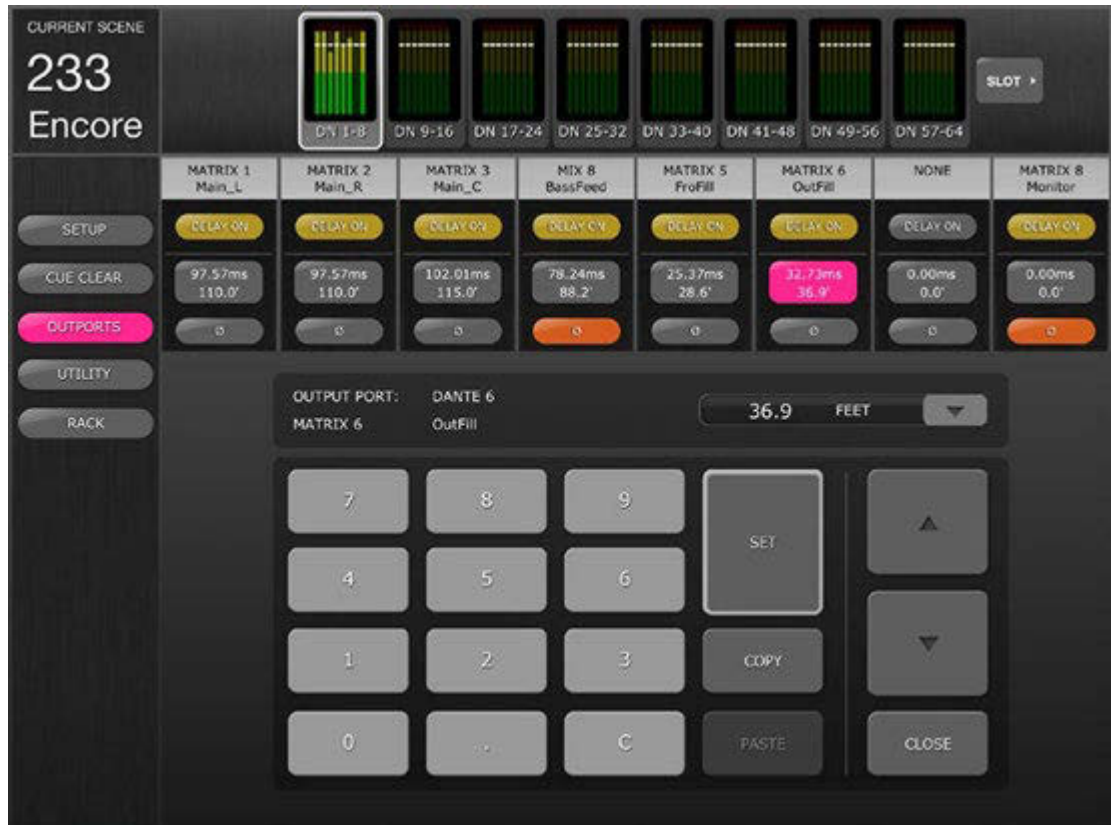 CURRENT SCENE
233
Encore
DN 1-8
DN 9-16
DN 17-24
DN 25-32
DN 33-40
DN 41-48
DN 49-56
DN 57-64
SLOT
MATRIX 1
Main_L
MATRIX 2
Main_R
MATRIX 3
Main_C
MIX 8
BassFeed
MATRIX 5
FroFill
MATRIX 6
OutFill
NONE
MATRIX 8
Monitor
SETUP
DELAY ON
DELAY ON
DELAY ON
DELAY ON
DELAY ON
DELAY ON
DELAY ON
DELAY ON
CUE CLEAR
97.57ms
110.0'
97.57ms
110.0'
102.01ms
115.0'
78.24ms
88.2'
25.37ms
28.6'
32.73ms
36.9'
0.00ms
0.0'
0.00ms
0.0'
OUTPORTS
ø
ø
ø
ø
ø
ø
ø
ø
UTILITY
RACK
OUTPUT PORT: DANTE 6
MATRIX 6 OutFill
36.9 FEET
7 8 9
SET
4 5 6
1 2 3
COPY
0 . C
PASTE
CLOSE